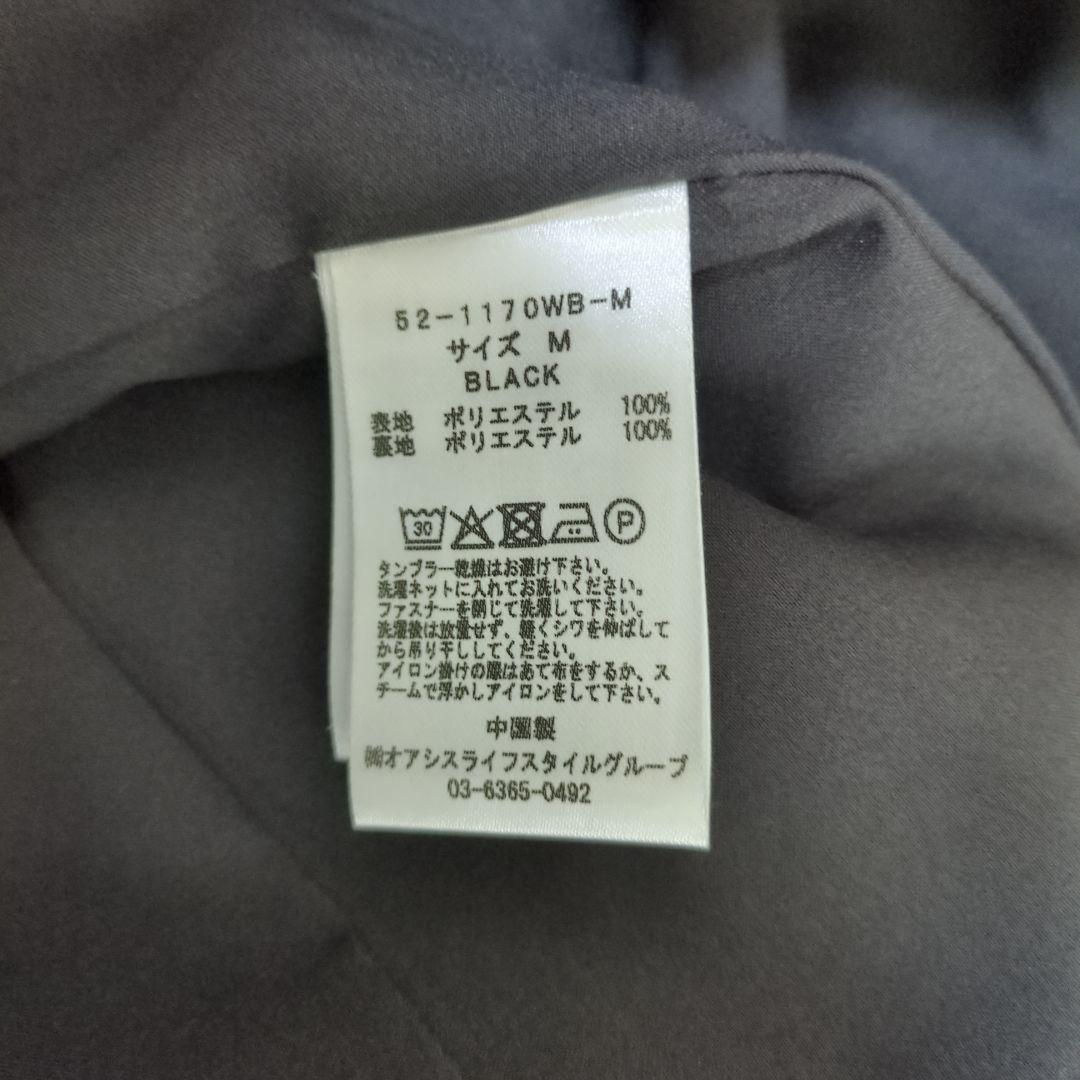 52-1170WB-M
サイズ M
BLACK
表地 ポリエステル 100%
裏地 ポリエステル 100%
30 P
タンブラー乾燥はお避け下さい。
洗濯ネットに入れてお洗いください。
ファスナーを閉じて洗濯して下さい。
洗濯後は放置せず、軽くシワを伸ばして
から吊り干ししてください。
アイロン掛けの際はあて布をするか、ス
チームで浮かしアイロンをして下さい。
中国製
㈱オアシスライフスタイルグループ
03-6365-0492